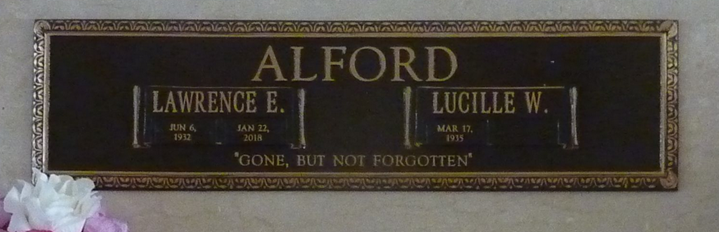 ALFORD
LAWRENCE E. LUCILLE W.
JUN 6, JAN 22, MAR 17,
1932 2018 1935
"GONE, BUT NOT FORGOTTEN"